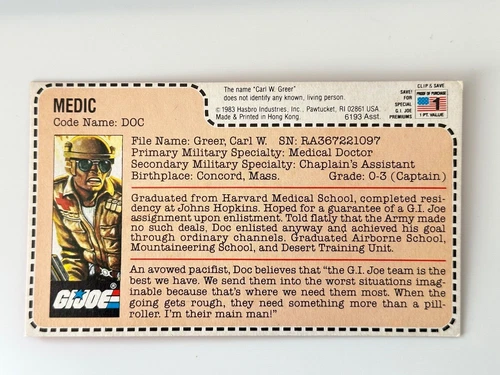 MEDIC
Code Name: DOC
The name "Carl W. Greer"
does not identify any known, living person.
© 1983 Hasbro Industries, Inc., Pawtucket, RI 02861 USA
Made & Printed in Hong Kong. 6193 Asst.
SAVE!
FOR
SPECIAL
G.I. JOE
PREMIUMS
CLIP & SAVE
PROOF OF PURCHASE
1
1 PT. VALUE
File Name: Greer, Carl W. SN: RA367221097
Primary Military Specialty: Medical Doctor
Secondary Military Specialty: Chaplain's Assistant
Birthplace: Concord, Mass. Grade: 0-3 (Captain)
Graduated from Harvard Medical School, completed resi-
dency at Johns Hopkins. Hoped for a guarantee of a G.I. Joe
assignment upon enlistment. Told flatly that the Army made
no such deals, Doc enlisted anyway and achieved his goal
through ordinary channels. Graduated Airborne School,
Mountaineering School, and Desert Training Unit.
An avowed pacifist, Doc believes that "the G.I. Joe team is the
best we have. We send them into the worst situations imag-
inable because that's where we need them most. When the
going gets rough, they need something more than a pill-
roller. I'm their main man!"
G.I. JOE